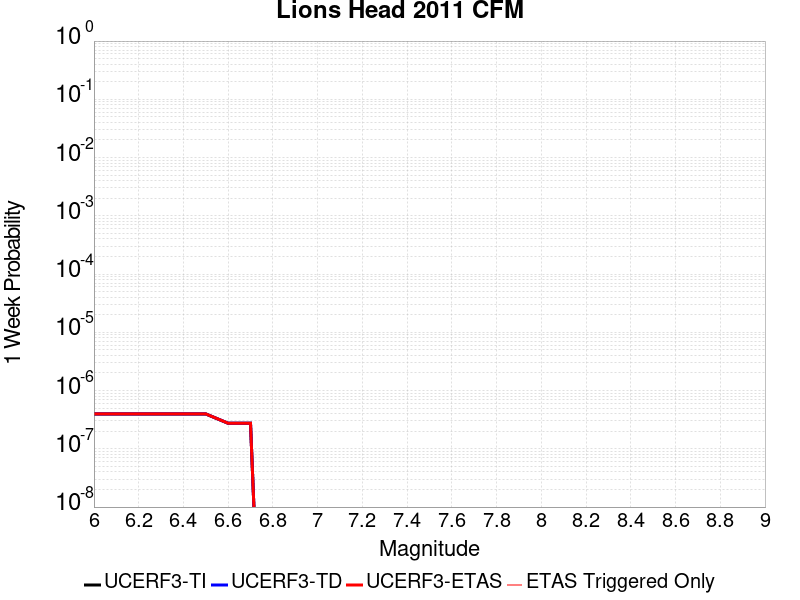 Lions Head 2011 CFM
1 Week Probability
10 0
10 -1
10 -2
10 -3
10 -4
10 -5
10 -6
10 -7
10 -8
6 6.2 6.4 6.6 6.8 7 7.2 7.4 7.6 7.8 8 8.2 8.4 8.6 8.8 9
Magnitude
UCERF3-TI UCERF3-TD UCERF3-ETAS ETAS Triggered Only